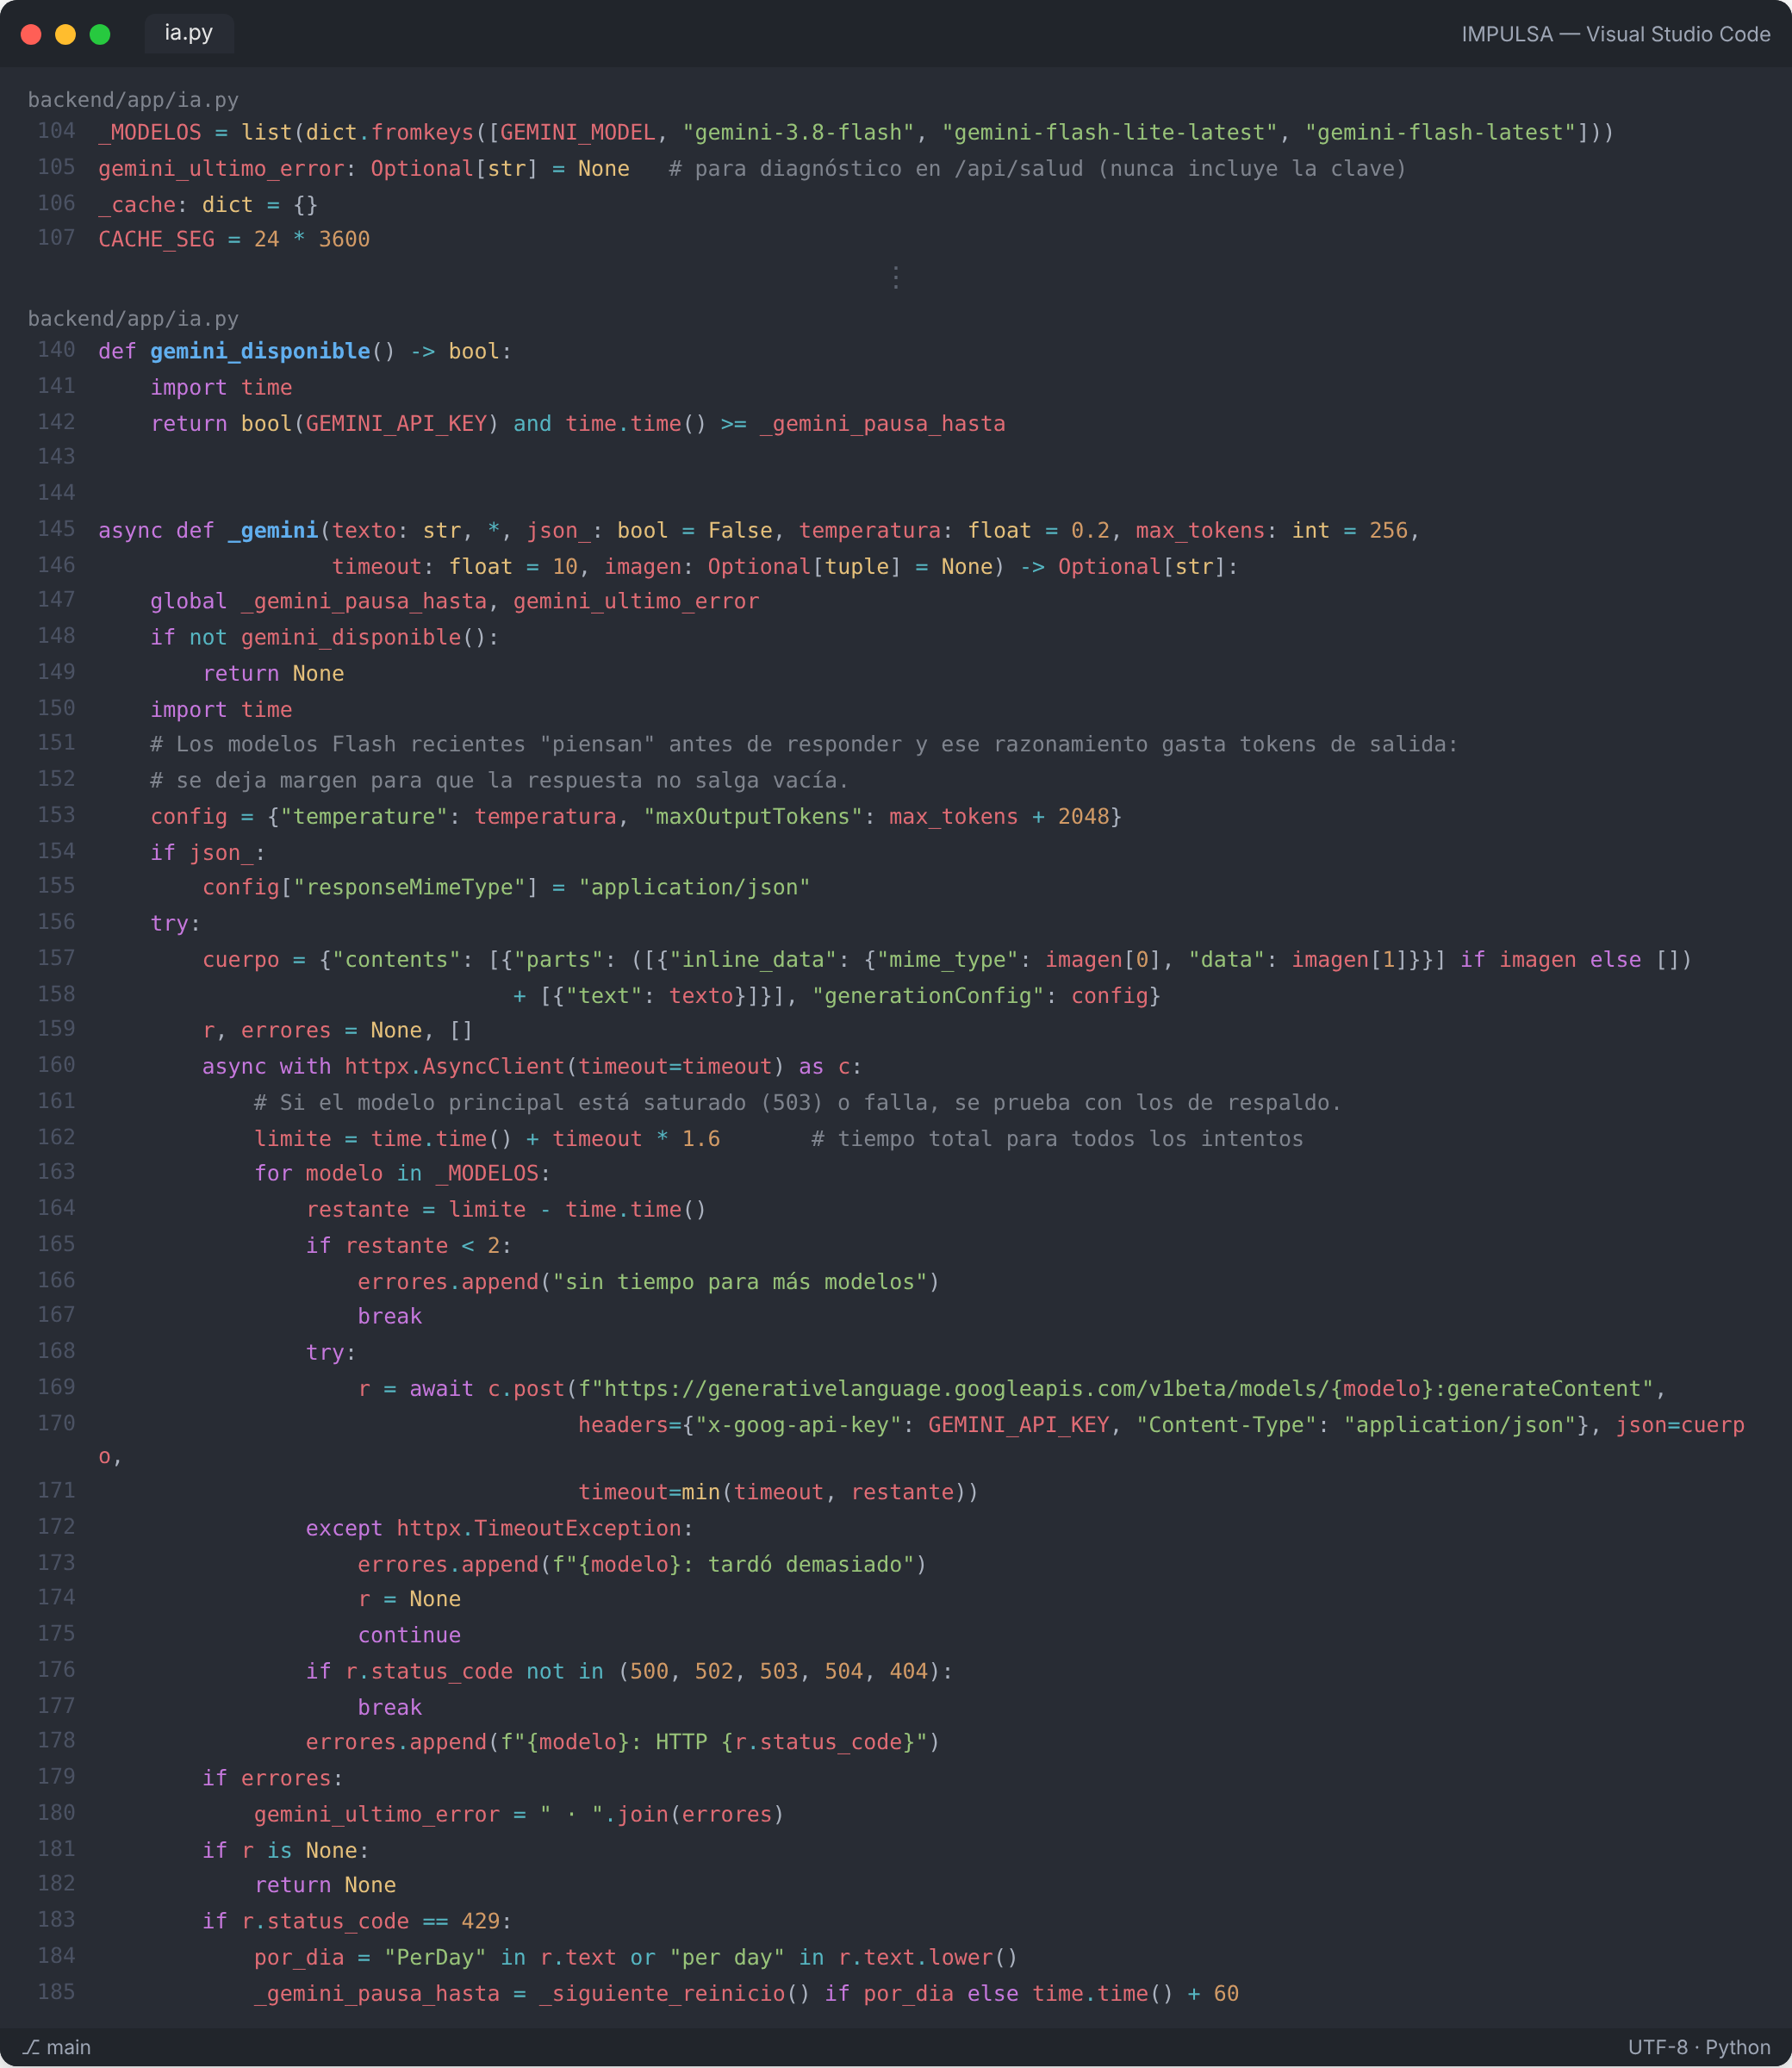 ia.py
IMPULSA — Visual Studio Code
backend/app/ia.py
104 _MODELOS = list(dict.fromkeys([GEMINI_MODEL, "gemini-3.8-flash", "gemini-flash-lite-latest", "gemini-flash-latest"]))
105 gemini_ultimo_error: Optional[str] = None   # para diagnóstico en /api/salud (nunca incluye la clave)
106 _cache: dict = {}
107 CACHE_SEG = 24 * 3600
⋮
backend/app/ia.py
140 def gemini_disponible() -> bool:
141     import time
142     return bool(GEMINI_API_KEY) and time.time() >= _gemini_pausa_hasta
143
144
145 async def _gemini(texto: str, *, json_: bool = False, temperatura: float = 0.2, max_tokens: int = 256,
146                   timeout: float = 10, imagen: Optional[tuple] = None) -> Optional[str]:
147     global _gemini_pausa_hasta, gemini_ultimo_error
148     if not gemini_disponible():
149         return None
150     import time
151     # Los modelos Flash recientes "piensan" antes de responder y ese razonamiento gasta tokens de salida:
152     # se deja margen para que la respuesta no salga vacía.
153     config = {"temperature": temperatura, "maxOutputTokens": max_tokens + 2048}
154     if json_:
155         config["responseMimeType"] = "application/json"
156     try:
157         cuerpo = {"contents": [{"parts": ([{"inline_data": {"mime_type": imagen[0], "data": imagen[1]}}] if imagen else [])
158                                 + [{"text": texto}]}], "generationConfig": config}
159         r, errores = None, []
160         async with httpx.AsyncClient(timeout=timeout) as c:
161             # Si el modelo principal está saturado (503) o falla, se prueba con los de respaldo.
162             limite = time.time() + timeout * 1.6       # tiempo total para todos los intentos
163             for modelo in _MODELOS:
164                 restante = limite - time.time()
165                 if restante < 2:
166                     errores.append("sin tiempo para más modelos")
167                     break
168                 try:
169                     r = await c.post(f"https://generativelanguage.googleapis.com/v1beta/models/{modelo}:generateContent",
170                                      headers={"x-goog-api-key": GEMINI_API_KEY, "Content-Type": "application/json"}, json=cuerp
o,
171                                      timeout=min(timeout, restante))
172                 except httpx.TimeoutException:
173                     errores.append(f"{modelo}: tardó demasiado")
174                     r = None
175                     continue
176                 if r.status_code not in (500, 502, 503, 504, 404):
177                     break
178                 errores.append(f"{modelo}: HTTP {r.status_code}")
179         if errores:
180             gemini_ultimo_error = " · ".join(errores)
181         if r is None:
182             return None
183         if r.status_code == 429:
184             por_dia = "PerDay" in r.text or "per day" in r.text.lower()
185             _gemini_pausa_hasta = _siguiente_reinicio() if por_dia else time.time() + 60
⎇ main
UTF-8 · Python